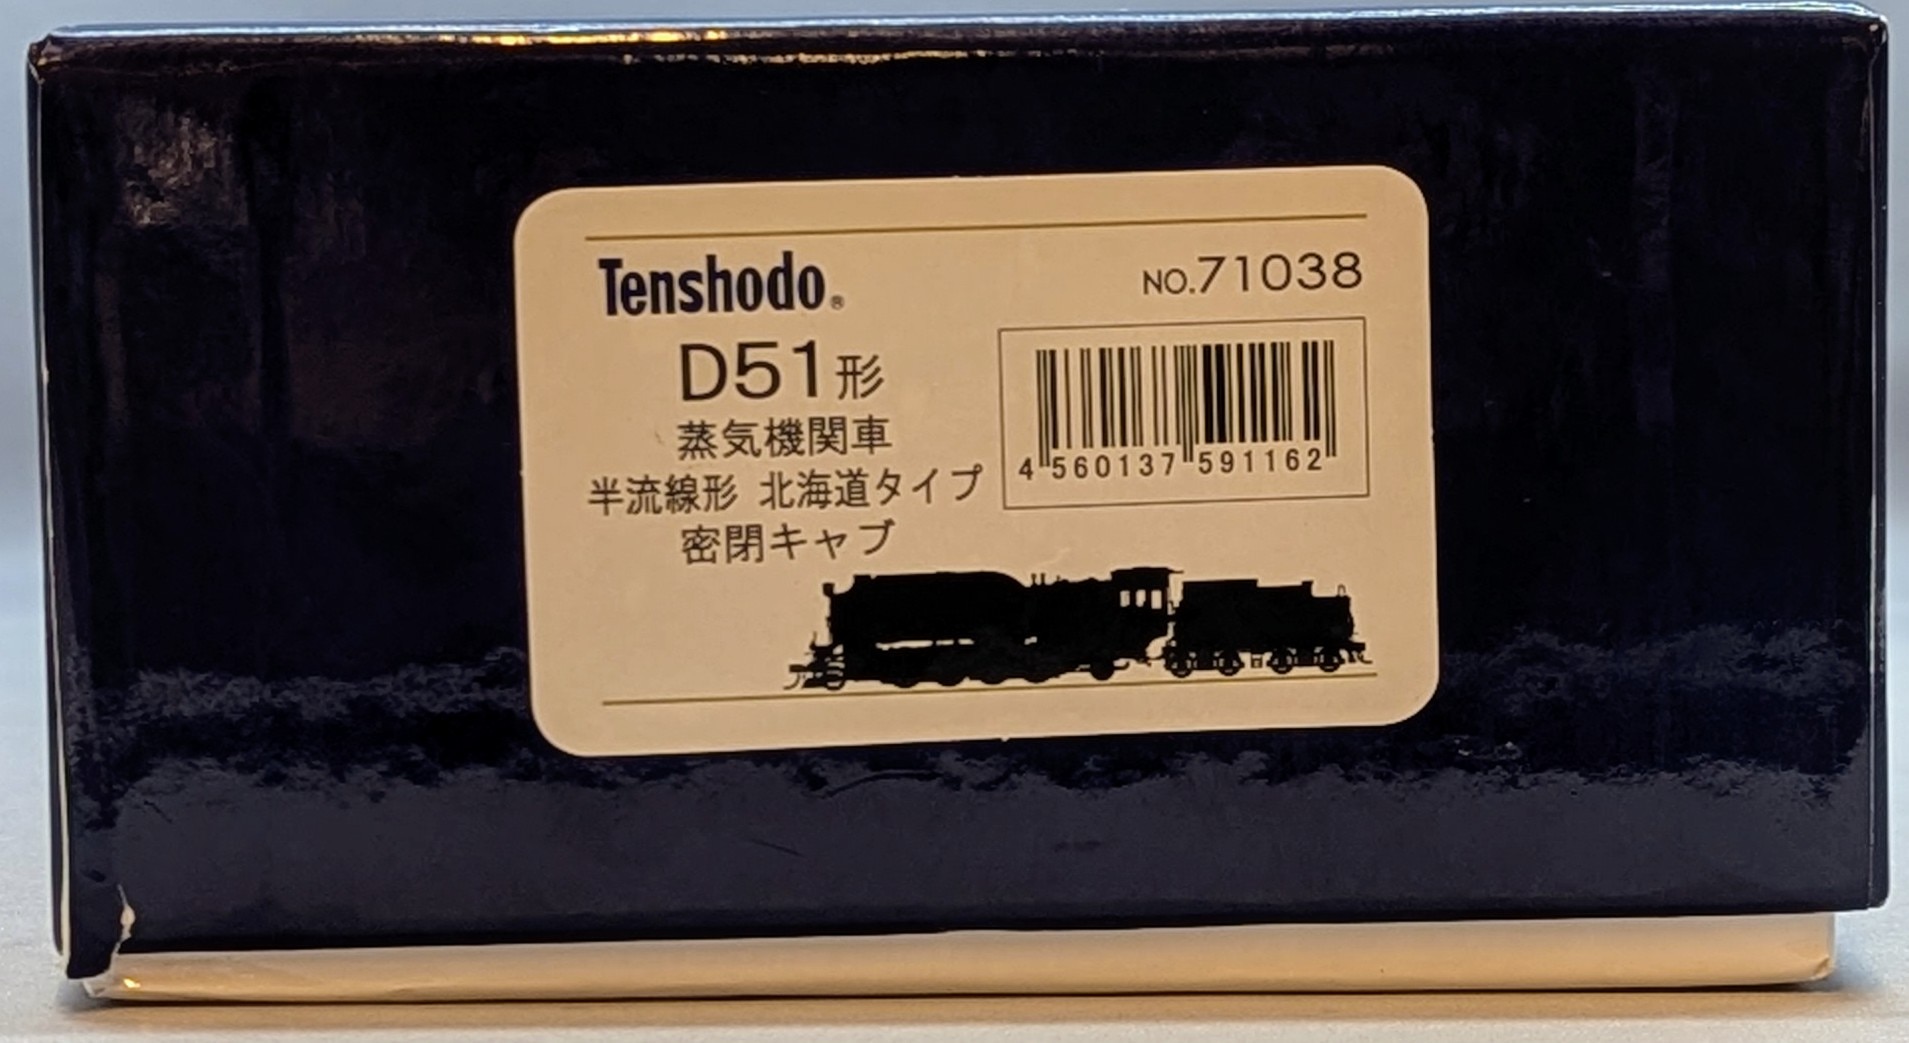 Tenshodo®
NO.71038
D51形
蒸気機関車
半流線形 北海道タイプ
密閉キャブ
4 560137 591162